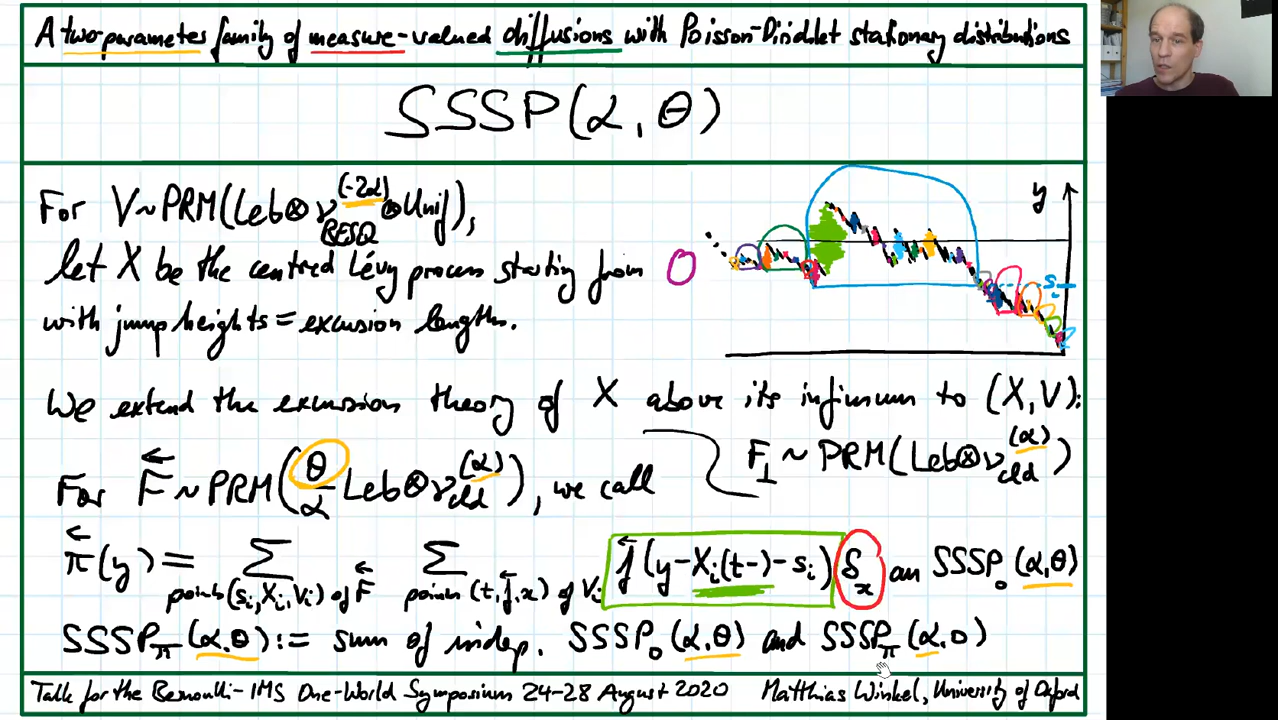 A two-parameter family of measure-valued diffusions with Poisson-Dirichlet stationary distributions
SSSP(α, θ)
For V ~ PRM(Leb ⊗ ν_BESQ^(-2α) ⊗ Unif),
let X be the centred Lévy process starting from 0
with jump heights = excursion lengths.
y
s_i
We extend the excursion theory of X above its infimum to (X, V):
F_⊥ ~ PRM(Leb ⊗ ν_cld^(α))
For F⃖ ~ PRM(θ/α Leb ⊗ ν_cld^(α)), we call
π⃖(y) = Σ_{points (s_i, X_i, V_i) of F⃖} Σ_{points (t, f, x) of V_i} f(y - X_i(t-) - s_i) δ_x an SSSP_0(α, θ)
SSSP_π(α, θ) := sum of indep. SSSP_0(α, θ) and SSSP_π(α, 0)
Talk for the Bernoulli-IMS One-World Symposium 24-28 August 2020 Matthias Winkel, University of Oxford